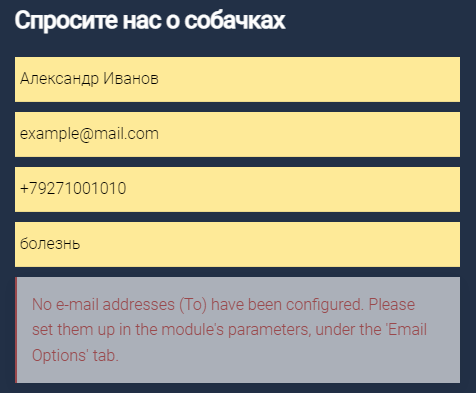 Спросите нас о собачках
Александр Иванов
example@mail.com
+79271001010
болезнь
No e-mail addresses (To) have been configured. Please
set them up in the module's parameters, under the 'Email
Options' tab.